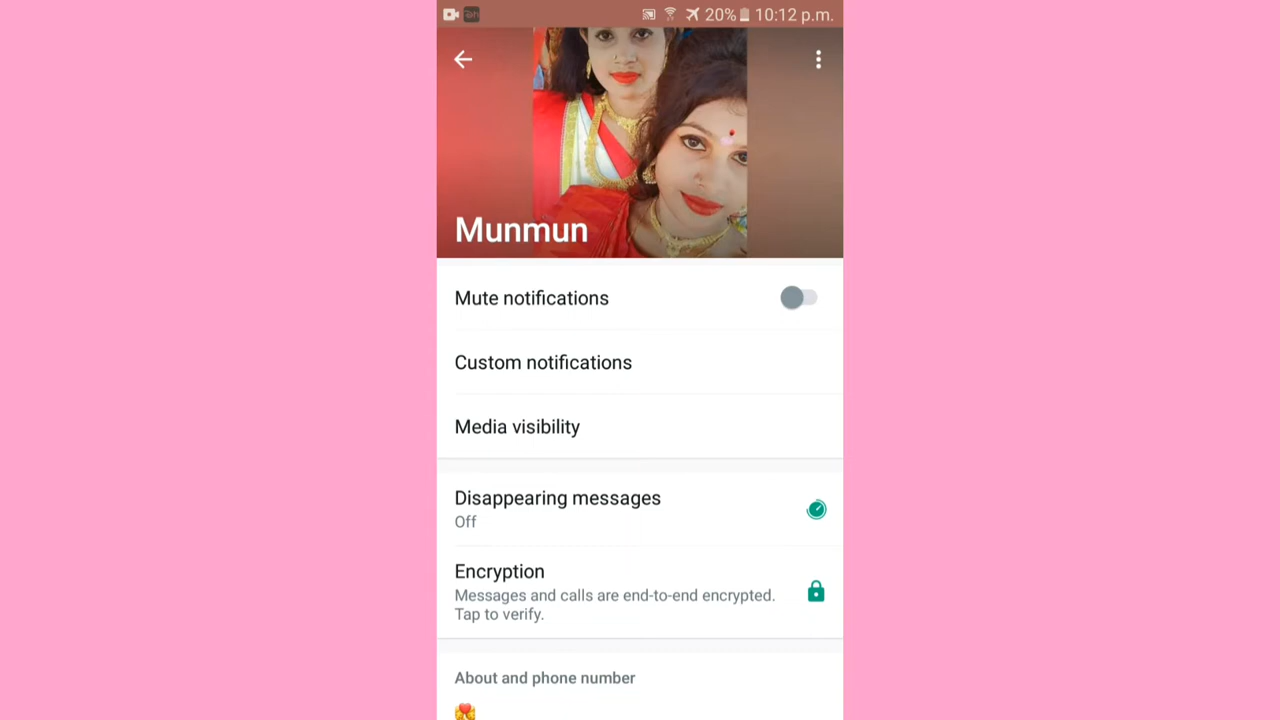 20% 10:12 p.m.
Munmun
Mute notifications
Custom notifications
Media visibility
Disappearing messages
Off
Encryption
Messages and calls are end-to-end encrypted.
Tap to verify.
About and phone number